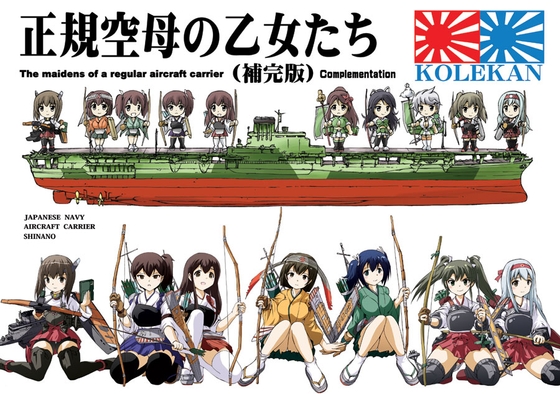 正規空母の乙女たち
The maidens of a regular aircraft carrier (補完版) Complementation
KOLEKAN
JAPANESE NAVY
AIRCRAFT CARRIER
SHINANO